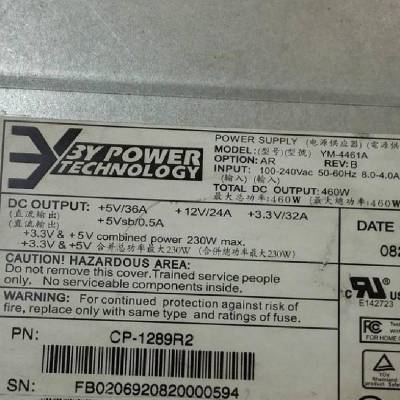 3Y POWER
TECHNOLOGY
POWER SUPPLY (电源供应器) (電源供
MODEL:(型号)(型號) YM-4461A
OPTION: AR REV: B
INPUT: 100-240Vac 50-60Hz 8.0-4.0A
(输入) (輸入)
TOTAL DC OUTPUT: 460W
最大总功率:460W (最大總功率:460W
DC OUTPUT: +5V/36A +12V/24A +3.3V/32A
(直流输出) +5Vsb/0.5A
(直流輸出)
+3.3V & +5V combined power 230W max.
+3.3V & +5V 合并总功率最大230W (合併總功率最大230W)
DATE
082
CAUTION! HAZARDOUS AREA:
Do not remove this cover.Trained service people
only. No serviceable components inside.
E142723
WARNING: For continued protection against risk of
fire, replace only with same type and ratings of fuse.
PN: CP-1289R2
SN: FB0206920820000594